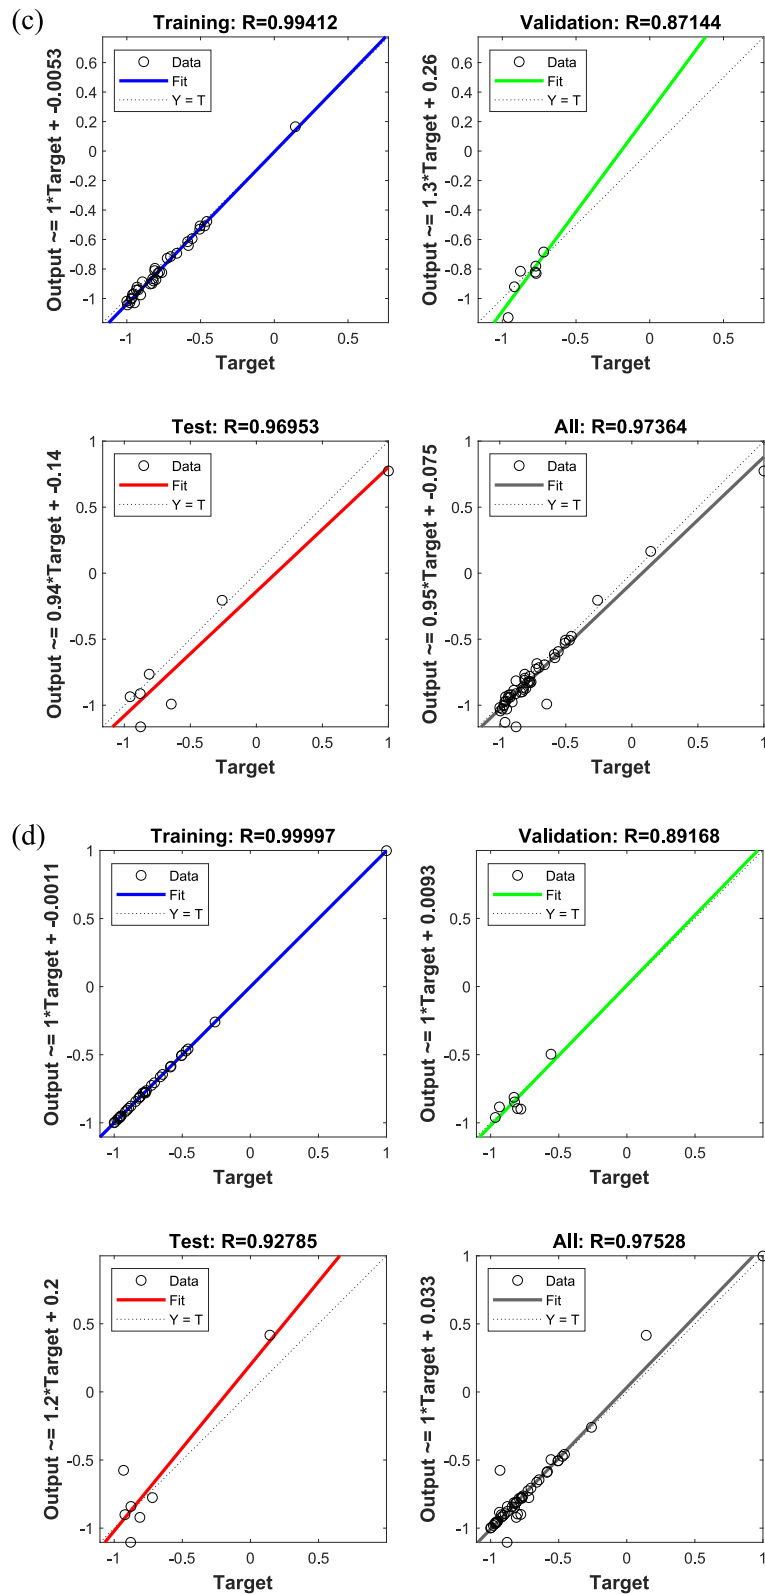 (c)
Training: R=0.99412
Output ~= 1*Target + -0.0053
Data
Fit
Y = T
0.6
0.4
0.2
0
-0.2
-0.4
-0.6
-0.8
-1
-1
-0.5
0
0.5
Target
Validation: R=0.87144
Output ~= 1.3*Target + 0.26
Data
Fit
Y = T
0.6
0.4
0.2
0
-0.2
-0.4
-0.6
-0.8
-1
-1
-0.5
0
0.5
Target
Test: R=0.96953
Output ~= 0.94*Target + -0.14
Data
Fit
Y = T
1
0.5
0
-0.5
-1
-1
-0.5
0
0.5
1
Target
All: R=0.97364
Output ~= 0.95*Target + -0.075
Data
Fit
Y = T
1
0.5
0
-0.5
-1
-1
-0.5
0
0.5
1
Target
(d)
Training: R=0.99997
Output ~= 1*Target + -0.0011
Data
Fit
Y = T
1
0.5
0
-0.5
-1
-1
-0.5
0
0.5
1
Target
Validation: R=0.89168
Output ~= 1*Target + 0.0093
Data
Fit
Y = T
0.5
0
-0.5
-1
-1
-0.5
0
0.5
Target
Test: R=0.92785
Output ~= 1.2*Target + 0.2
Data
Fit
Y = T
0.5
0
-0.5
-1
-1
-0.5
0
0.5
Target
All: R=0.97528
Output ~= 1*Target + 0.033
Data
Fit
Y = T
1
0.5
0
-0.5
-1
-1
-0.5
0
0.5
1
Target